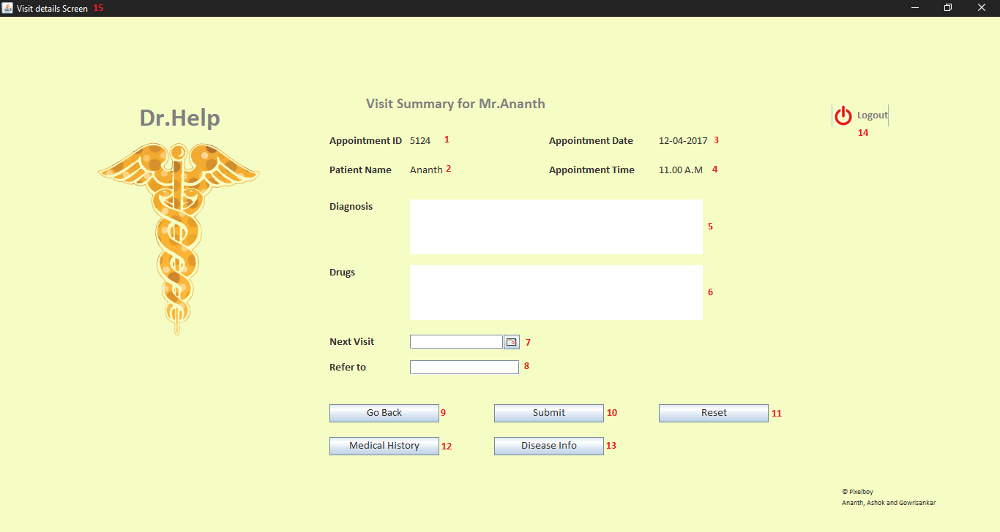 Visit details Screen 15
Visit Summary for Mr.Ananth
Dr.Help
Logout
14
Appointment ID 5124 1 Appointment Date 12-04-2017 3
Patient Name Ananth 2 Appointment Time 11.00 A.M 4
Diagnosis
5
Drugs
6
Next Visit 7
Refer to 8
Go Back 9 Submit 10 Reset 11
Medical History 12 Disease Info 13
© Pixelboy
Ananth, Ashok and Gowrisankar